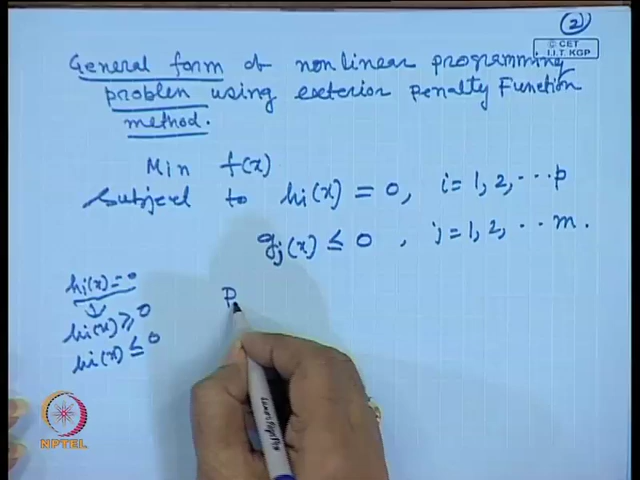 2
© CET
I.I.T. KGP
General form of nonlinear programming
problem using exterior penalty Function
method.
Min f(x)
Subject to hi(x) = 0, i = 1, 2, ... p
gj(x) ≤ 0, j = 1, 2, ... m.
hi(x) = 0
hi(x) ≥ 0
hi(x) ≤ 0
P
NPTEL